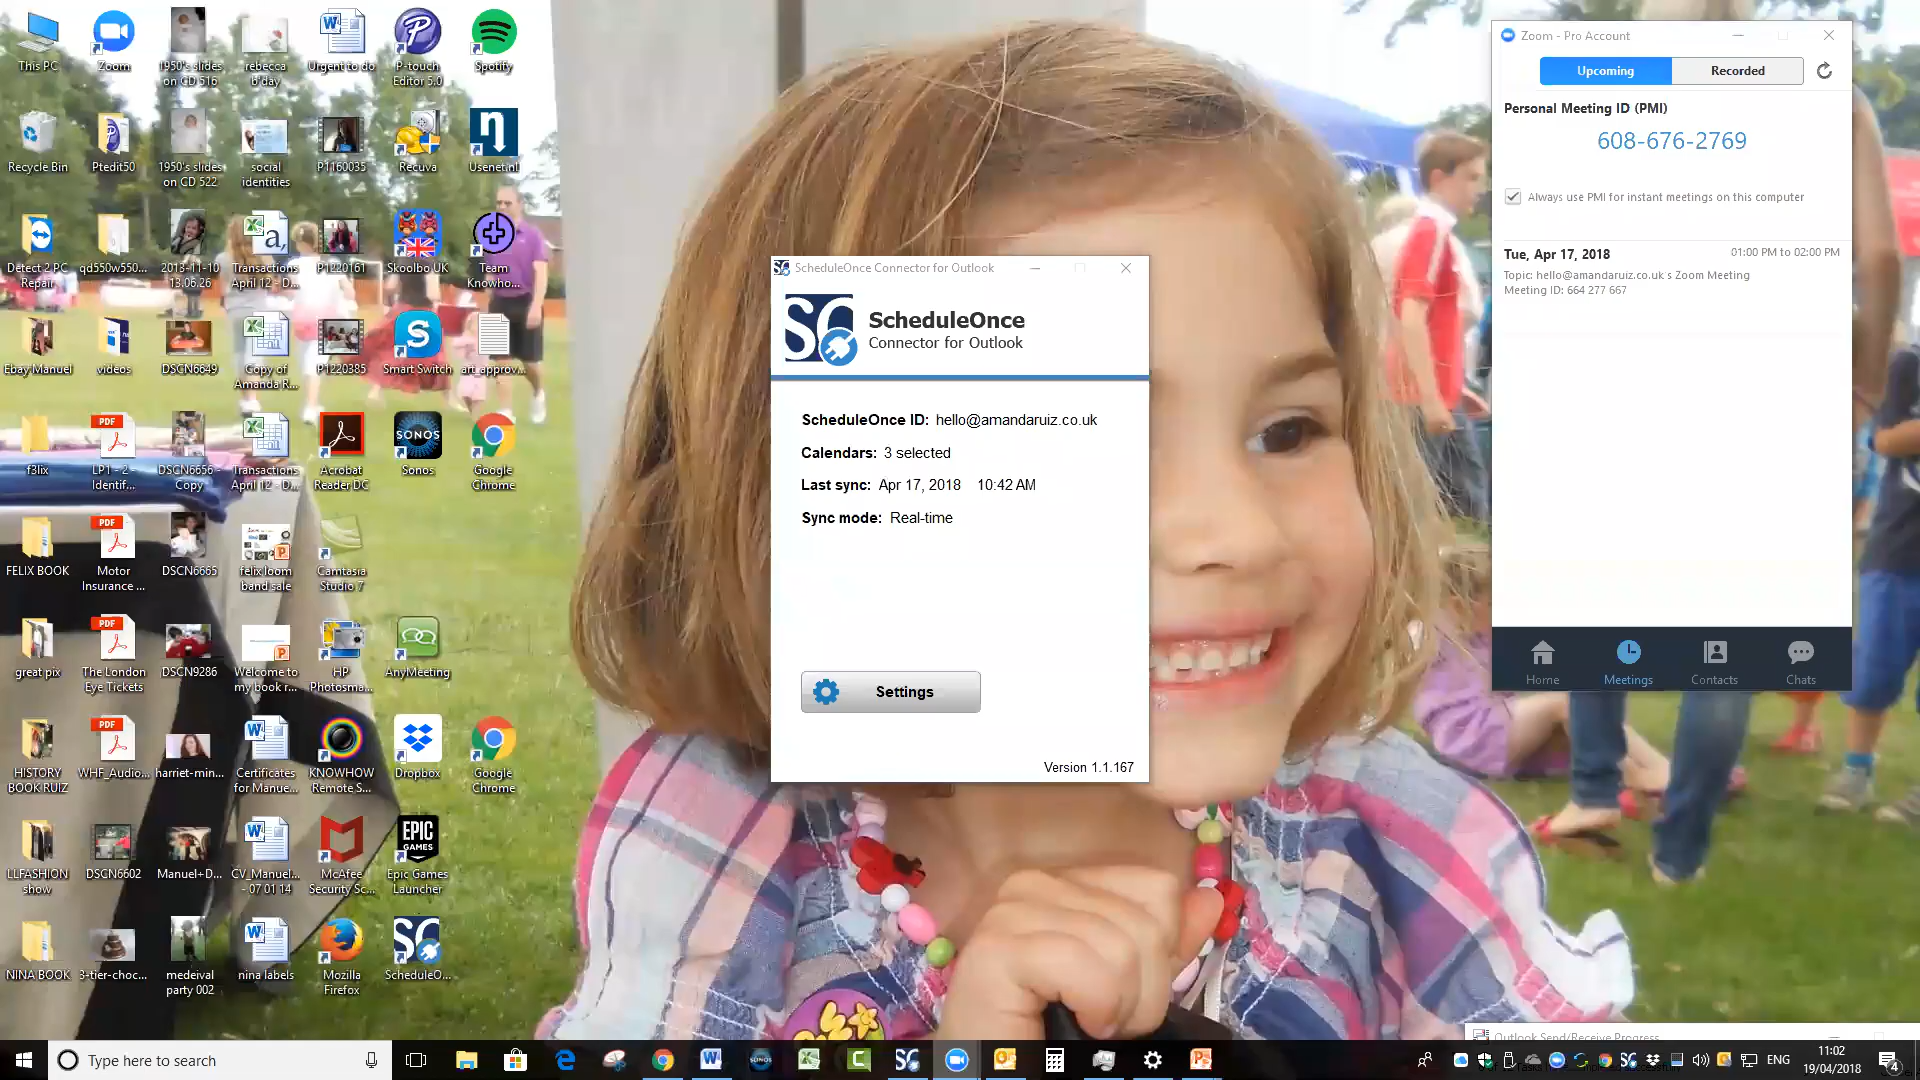 This PC
Zoom
1950's slides
on CD 516
rebecca
b'day
Urgent to do
P-touch
Editor 5.0
Spotify
Recycle Bin
Ptedit50
1950's slides
on CD 522
social
identities
P1160035
Recuva
Usenet.nl
Detect 2 PC
Repair
qd550w550...
2013-11-10
13.06.26
Transactions
April 12 - D...
P1220161
Skoolbo UK
Team
Knowho...
Ebay Manuel
videos
DSCN6649
Copy of
Amanda R...
P1220385
Smart Switch
art_approv...
f3lix
LP1 - 2 -
Identif...
DSCN6656 -
Copy
Transactions
April 12 - D...
Acrobat
Reader DC
SONOS
Sonos
Google
Chrome
FELIX BOOK
Motor
Insurance ...
DSCN6665
felix loom
band sale
Camtasia
Studio 7
great pix
The London
Eye Tickets
DSCN9286
Welcome to
my book r...
HP
Photosma...
AnyMeeting
HISTORY
BOOK RUIZ
WHF_Audio...
harriet-min...
Certificates
for Manue...
KNOWHOW
Remote S...
Dropbox
Google
Chrome
LLFASHION
show
DSCN6602
Manuel+D...
CV_Manuel...
- 07 01 14
McAfee
Security Sc...
EPIC
GAMES
Epic Games
Launcher
NINA BOOK
3-tier-choc...
medeival
party 002
nina labels
Mozilla
Firefox
ScheduleO...
ScheduleOnce Connector for Outlook
ScheduleOnce
Connector for Outlook
ScheduleOnce ID: hello@amandaruiz.co.uk
Calendars: 3 selected
Last sync: Apr 17, 2018 10:42 AM
Sync mode: Real-time
Settings
Version 1.1.167
Zoom - Pro Account
Upcoming
Recorded
Personal Meeting ID (PMI)
608-676-2769
Always use PMI for instant meetings on this computer
Tue, Apr 17, 2018
01:00 PM to 02:00 PM
Topic: hello@amandaruiz.co.uk's Zoom Meeting
Meeting ID: 664 277 667
Home
Meetings
Contacts
Chats
Outlook Send/Receive Progress
Type here to search
ENG
11:02
19/04/2018
4